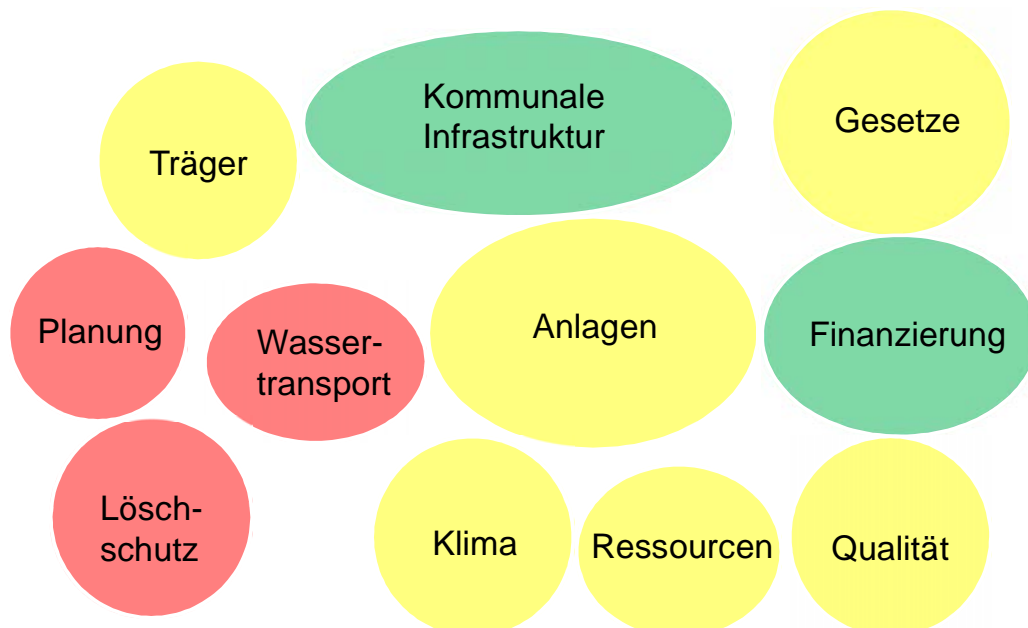 Kommunale
Infrastruktur
Gesetze
Träger
Planung
Wasser-
transport
Anlagen
Finanzierung
Lösch-
schutz
Klima
Ressourcen
Qualität